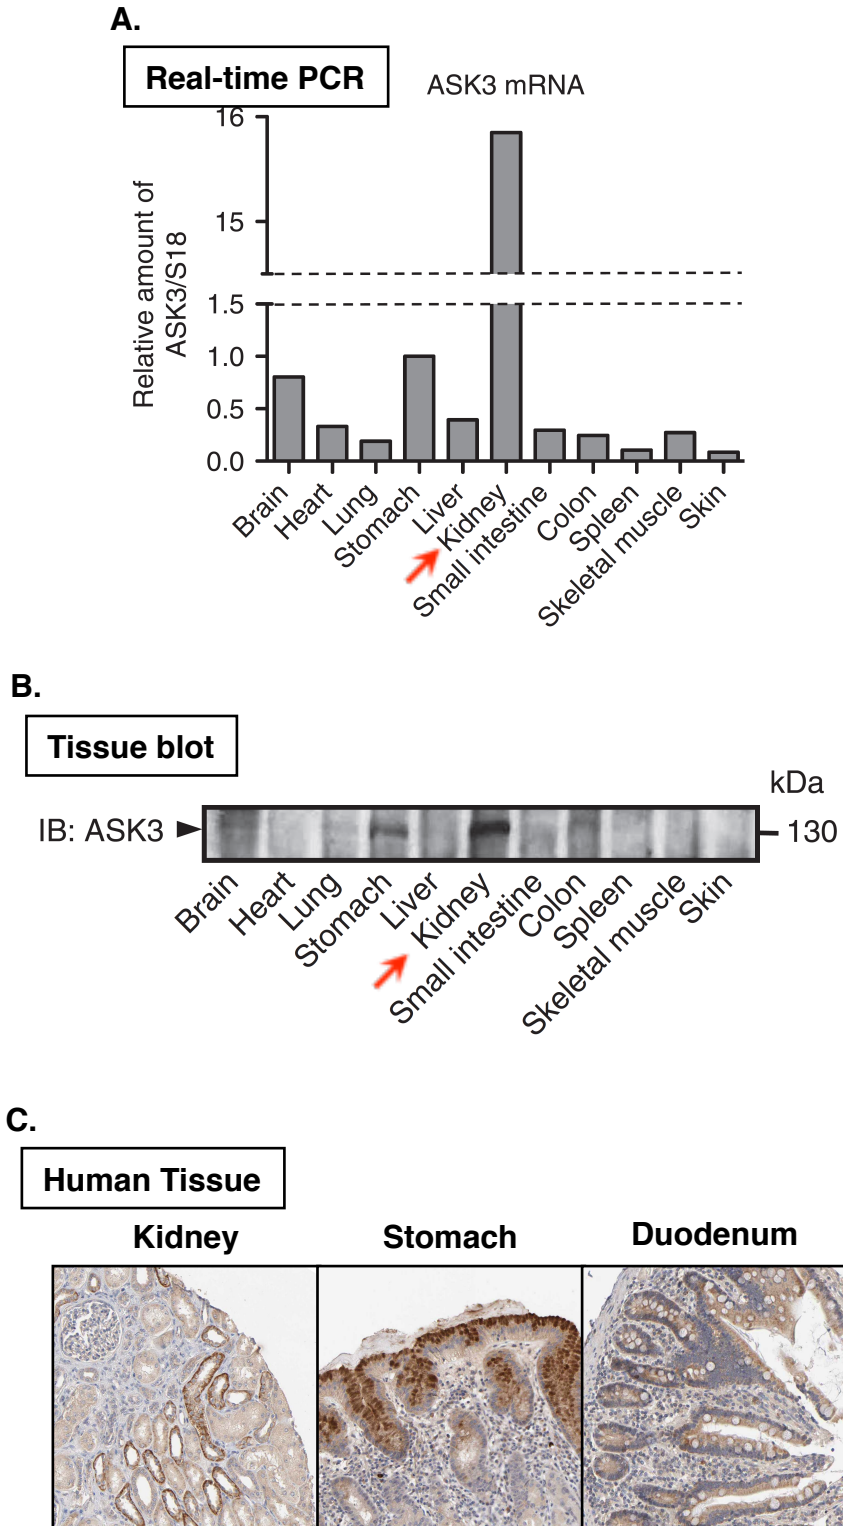 A.
Real-time PCR
ASK3 mRNA
Relative amount of
ASK3/S18
16
15
1.5
1.0
0.5
0.0
Brain
Heart
Lung
Stomach
Liver
Kidney
Small intestine
Colon
Spleen
Skeletal muscle
Skin
B.
Tissue blot
kDa
IB: ASK3
130
Brain
Heart
Lung
Stomach
Liver
Kidney
Small intestine
Colon
Spleen
Skeletal muscle
Skin
C.
Human Tissue
Kidney
Stomach
Duodenum